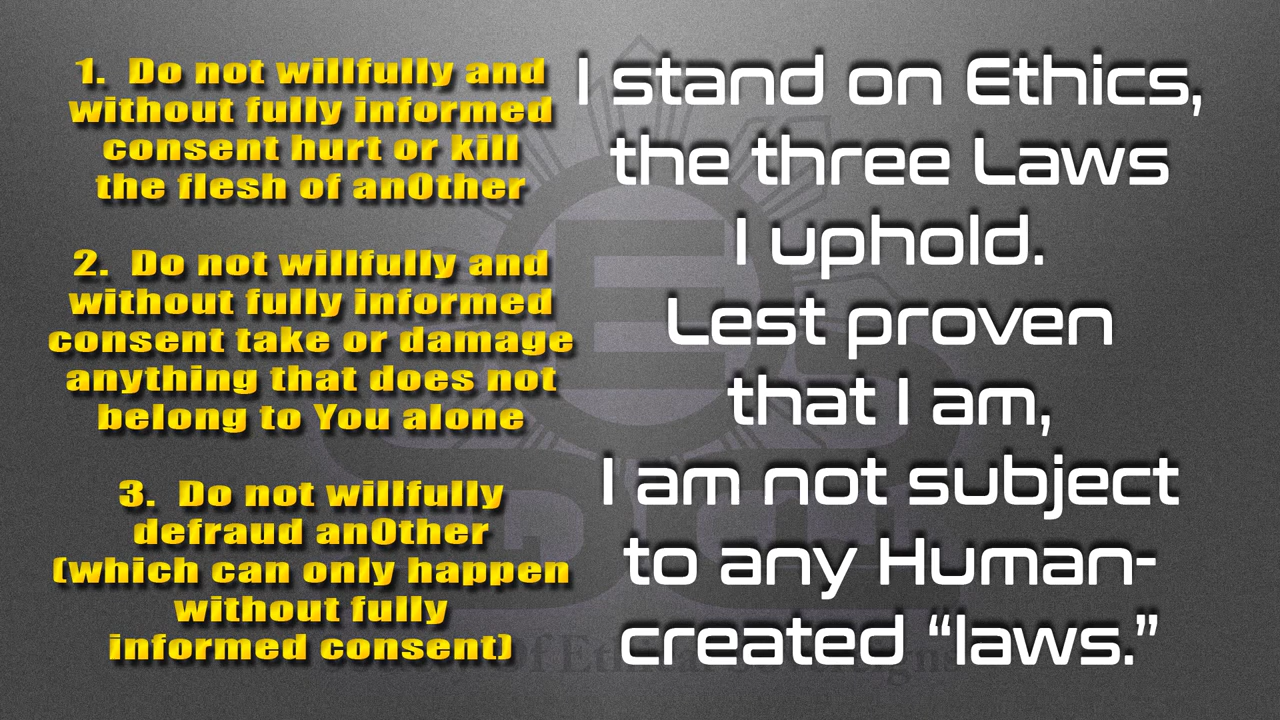 1. Do not willfully and
without fully informed
consent hurt or kill
the flesh of anOther
2. Do not willfully and
without fully informed
consent take or damage
anything that does not
belong to You alone
3. Do not willfully
defraud anOther
(which can only happen
without fully
informed consent)
I stand on Ethics,
the three Laws
I uphold.
Lest proven
that I am,
I am not subject
to any Human-
created “laws.”